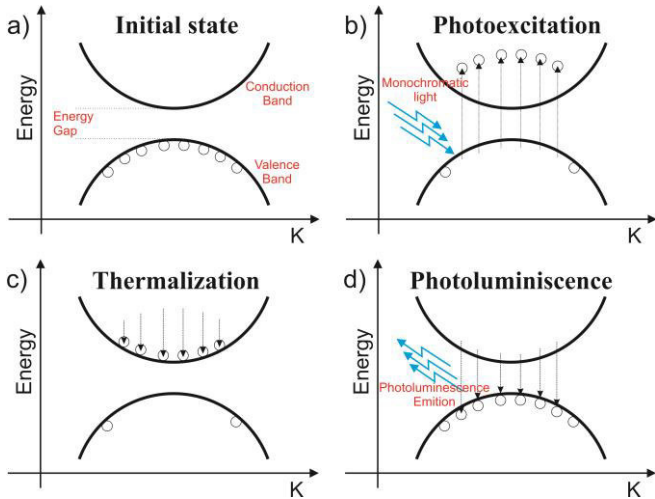 a)
Initial state
Energy
Energy
Gap
Conduction
Band
Valence
Band
K
b)
Photoexcitation
Energy
Monochromatic
light
K
c)
Thermalization
Energy
K
d)
Photoluminiscence
Energy
Photoluminescence
Emition
K